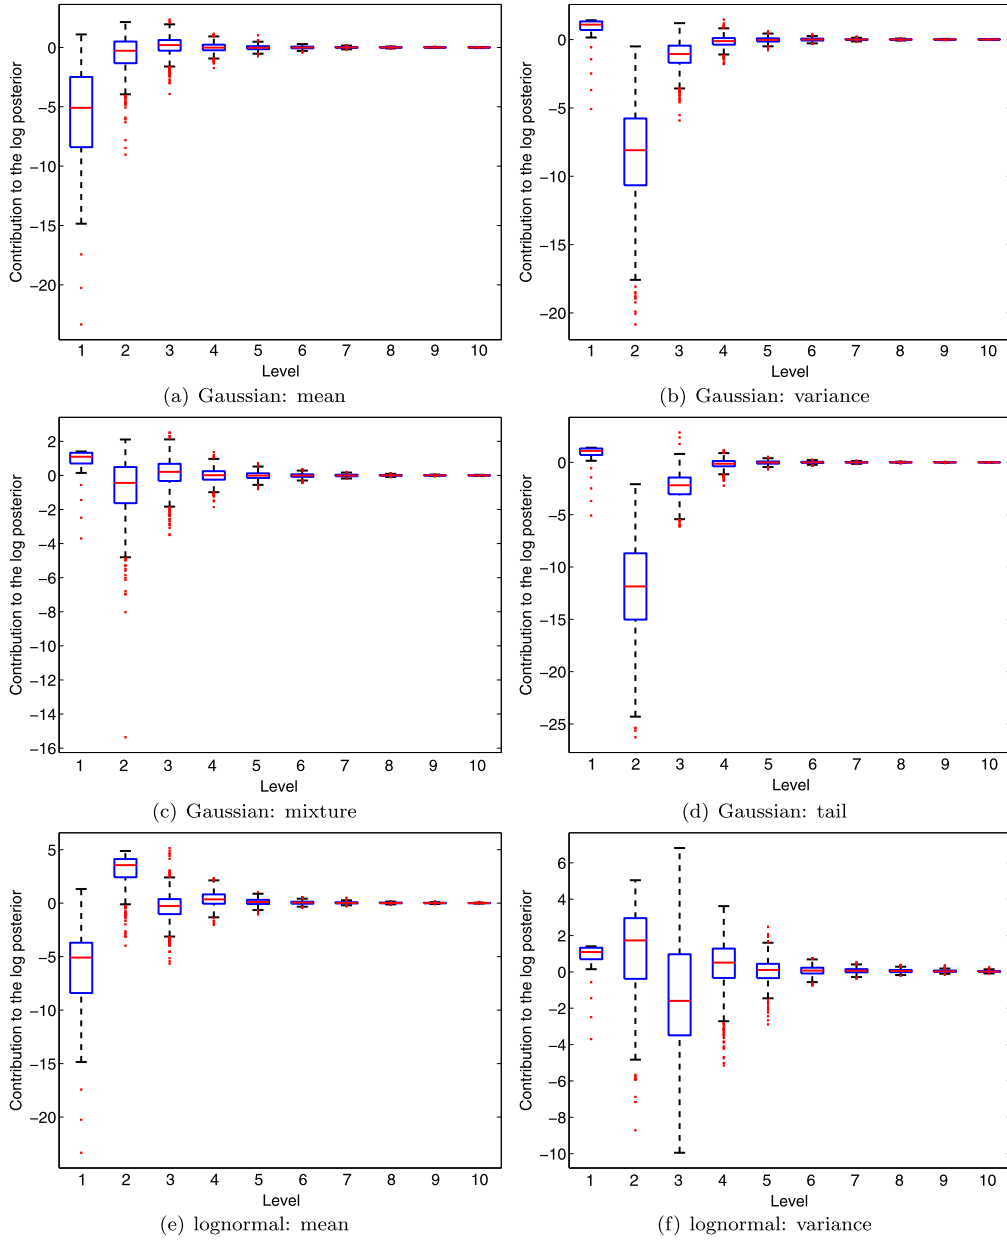 Contribution to the log posterior
0
−5
−10
−15
−20
1 2 3 4 5 6 7 8 9 10
Level
(a) Gaussian: mean
Contribution to the log posterior
0
−5
−10
−15
−20
1 2 3 4 5 6 7 8 9 10
Level
(b) Gaussian: variance
Contribution to the log posterior
2
0
−2
−4
−6
−8
−10
−12
−14
−16
1 2 3 4 5 6 7 8 9 10
Level
(c) Gaussian: mixture
Contribution to the log posterior
0
−5
−10
−15
−20
−25
1 2 3 4 5 6 7 8 9 10
Level
(d) Gaussian: tail
Contribution to the log posterior
5
0
−5
−10
−15
−20
1 2 3 4 5 6 7 8 9 10
Level
(e) lognormal: mean
Contribution to the log posterior
6
4
2
0
−2
−4
−6
−8
−10
1 2 3 4 5 6 7 8 9 10
Level
(f) lognormal: variance